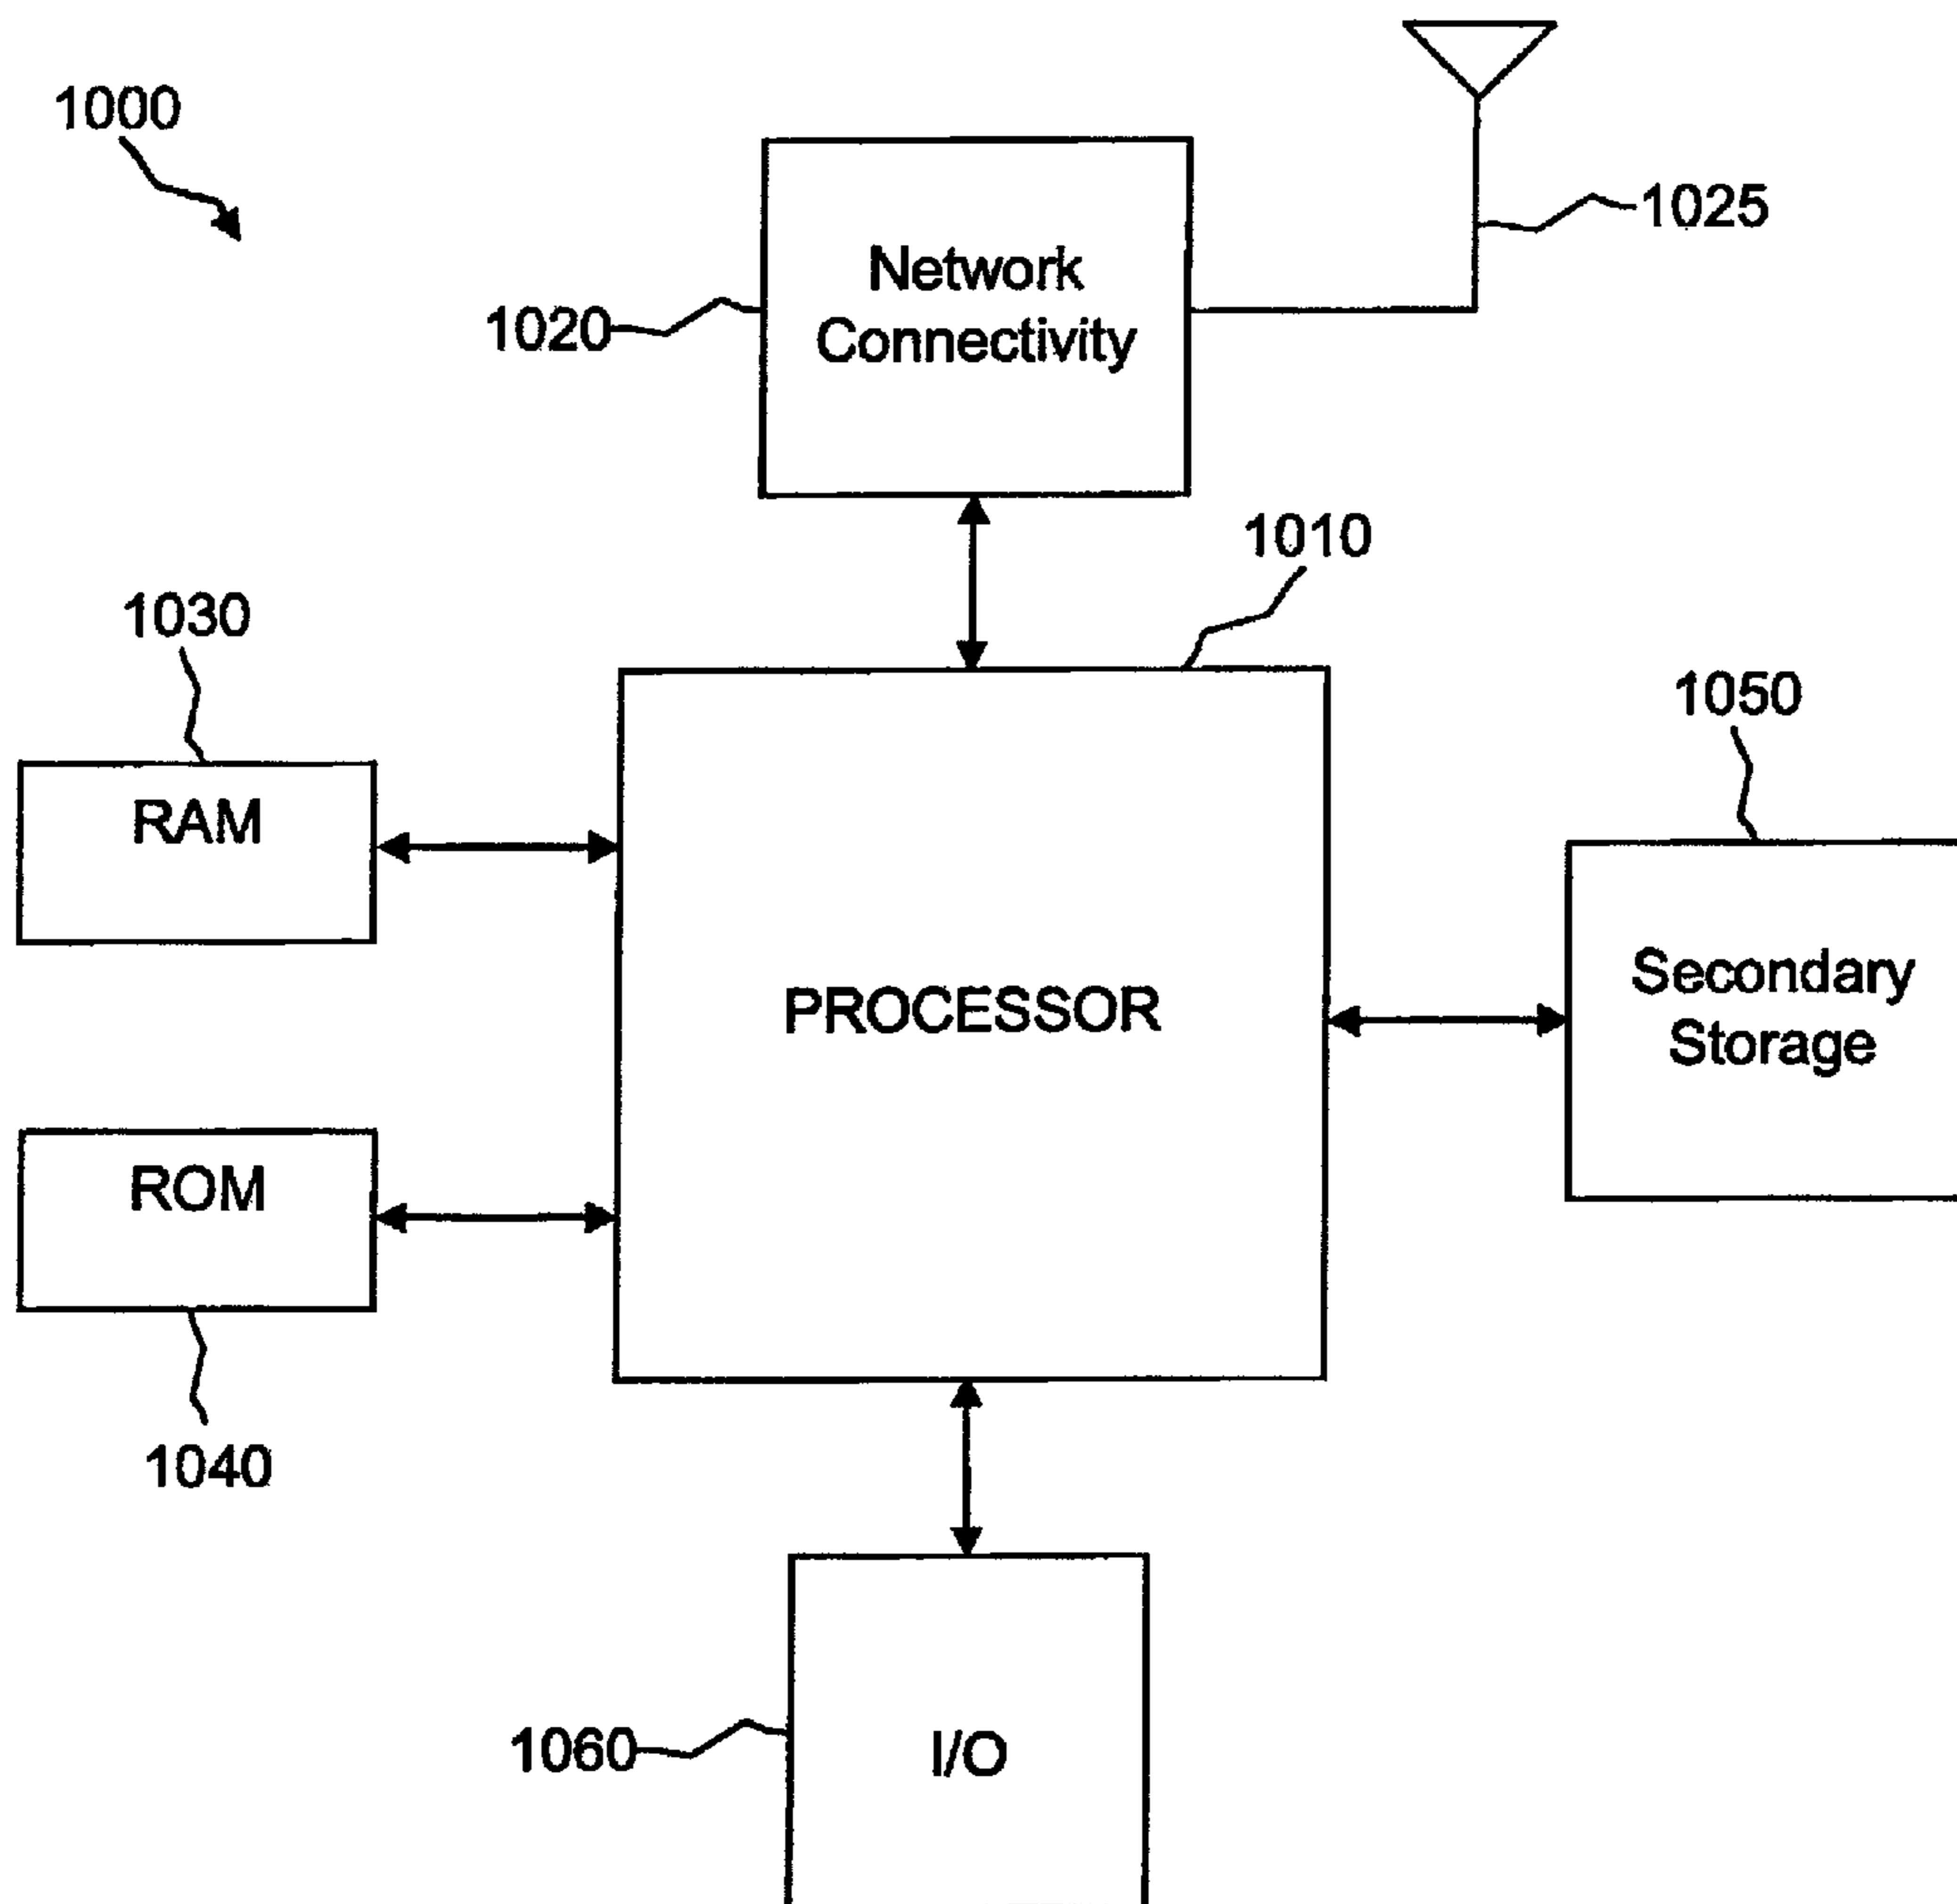 1000
1025
Network
Connectivity
1020
1010
1030
1050
RAM
Secondary
Storage
PROCESSOR
ROM
1040
1060
I/O